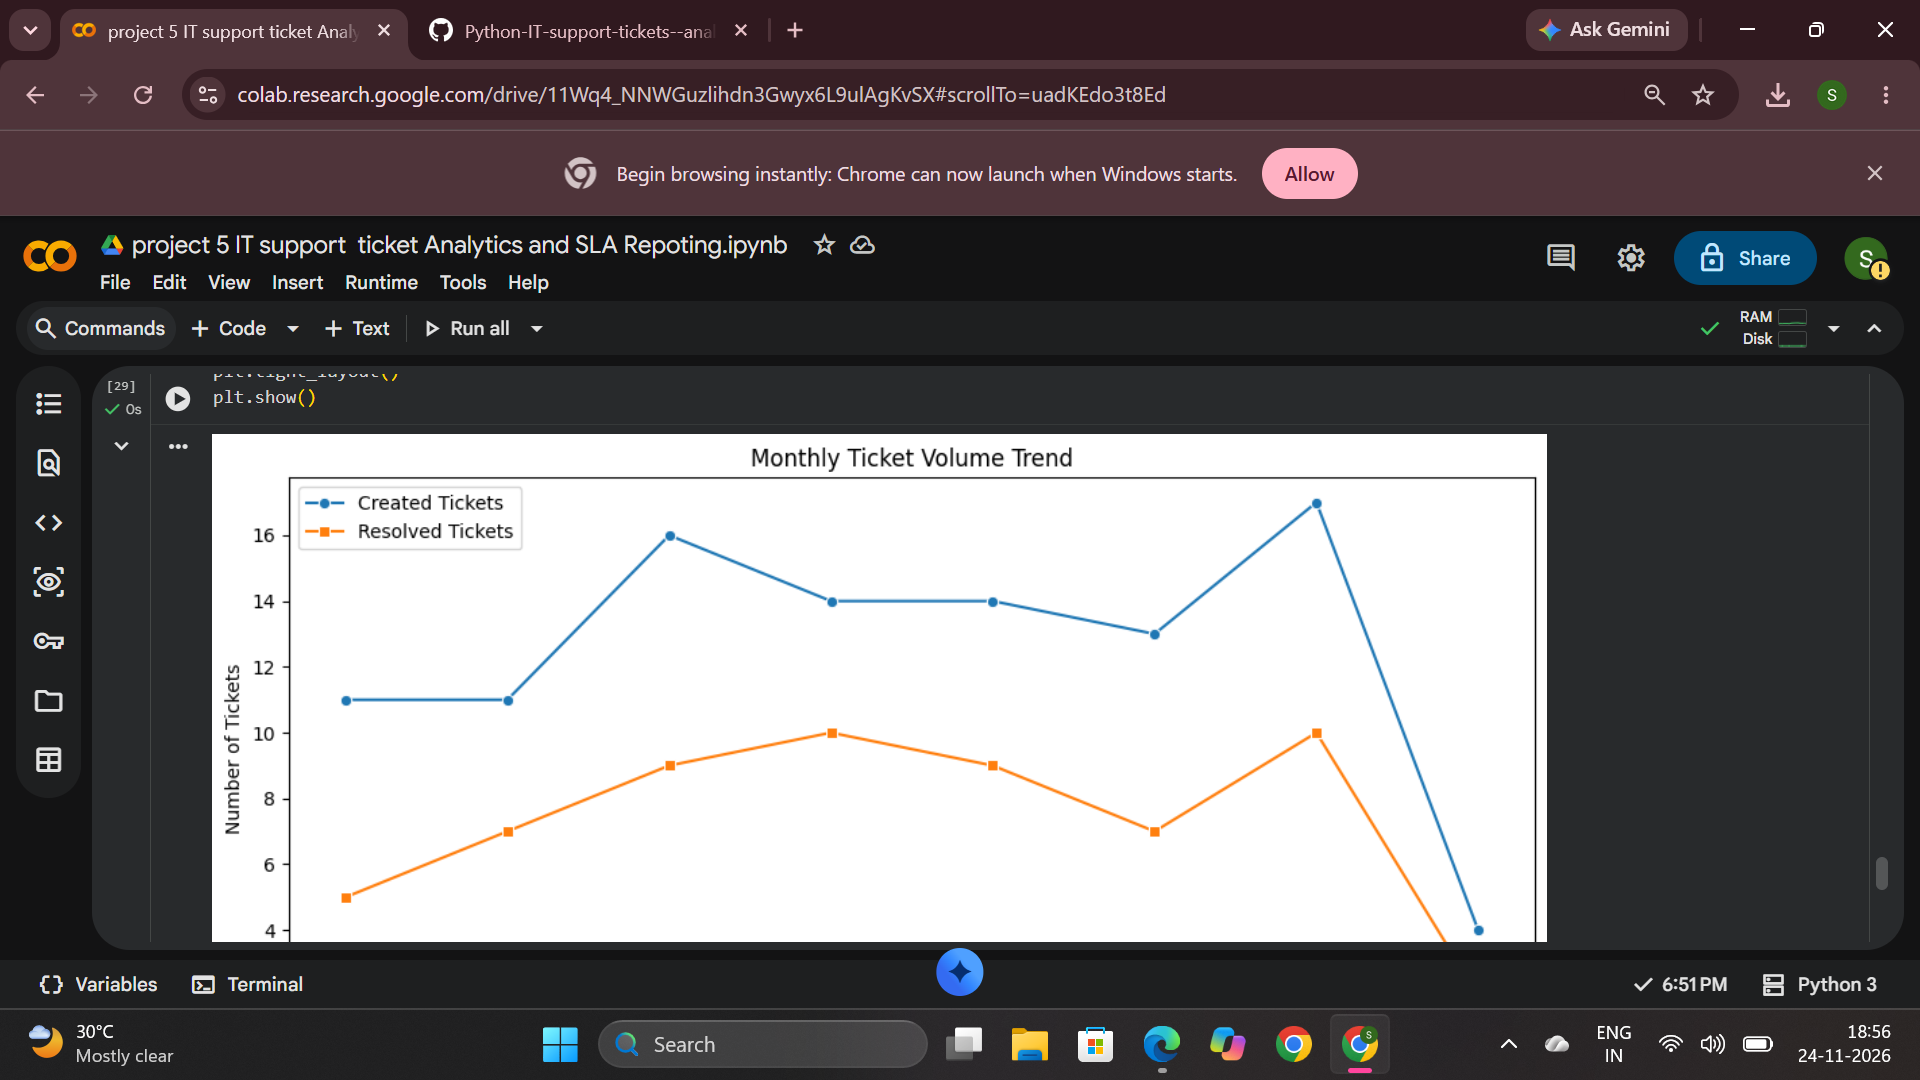 project 5 IT support ticket Anal
Python-IT-support-tickets--anal
Ask Gemini
colab.research.google.com/drive/11Wq4_NNWGuzlihdn3Gwyx6L9ulAgKvSX#scrollTo=uadKEdo3t8Ed
S
Begin browsing instantly: Chrome can now launch when Windows starts.
Allow
project 5 IT support  ticket Analytics and SLA Repoting.ipynb
Share
S
File Edit View Insert Runtime Tools Help
Commands + Code + Text Run all
RAM
Disk
[29]
plt.tight_layout()
0s
plt.show()
Monthly Ticket Volume Trend
Created Tickets
Resolved Tickets
16
14
12
10
8
6
4
Number of Tickets
Variables Terminal
6:51 PM
Python 3
30°C
Mostly clear
Search
S
ENG
IN
18:56
24-11-2026